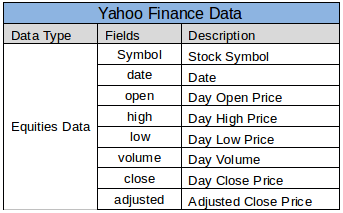 Yahoo Finance Data
Data Type Fields Description
Symbol Stock Symbol
date Date
open Day Open Price
high Day High Price
Equities Data
low Day Low Price
volume Day Volume
close Day Close Price
adjusted Adjusted Close Price